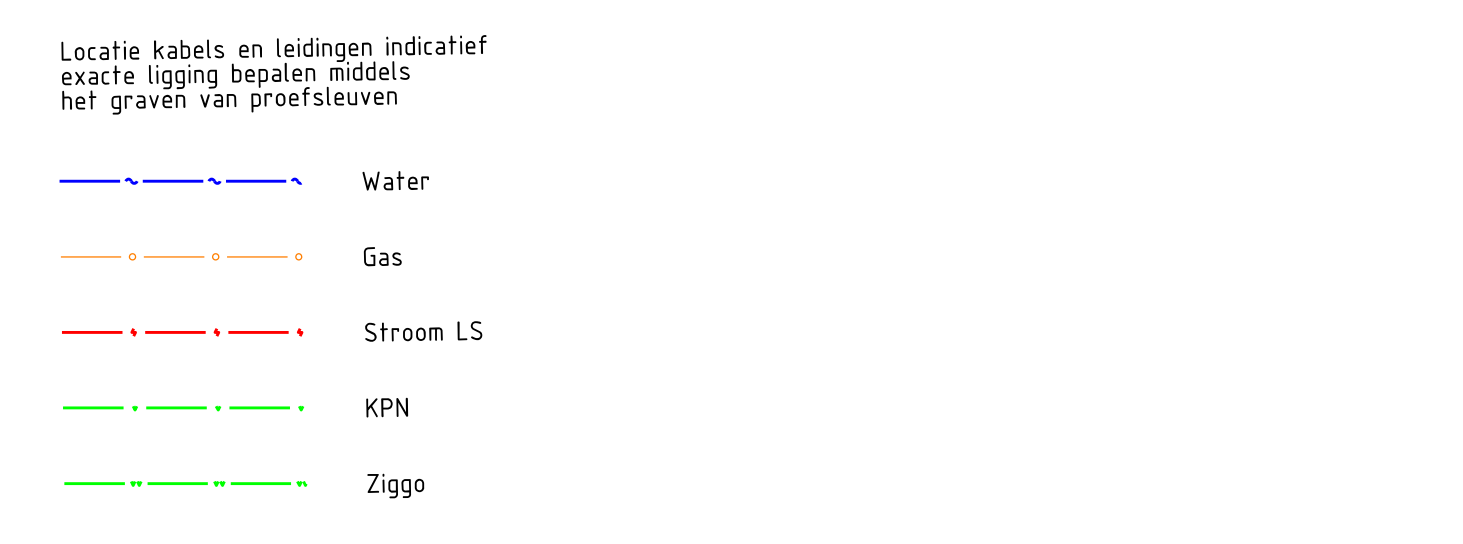 Locatie kabels en leidingen indicatief
exacte ligging bepalen middels
het graven van proefsleuven
Water
Gas
Stroom LS
KPN
Ziggo